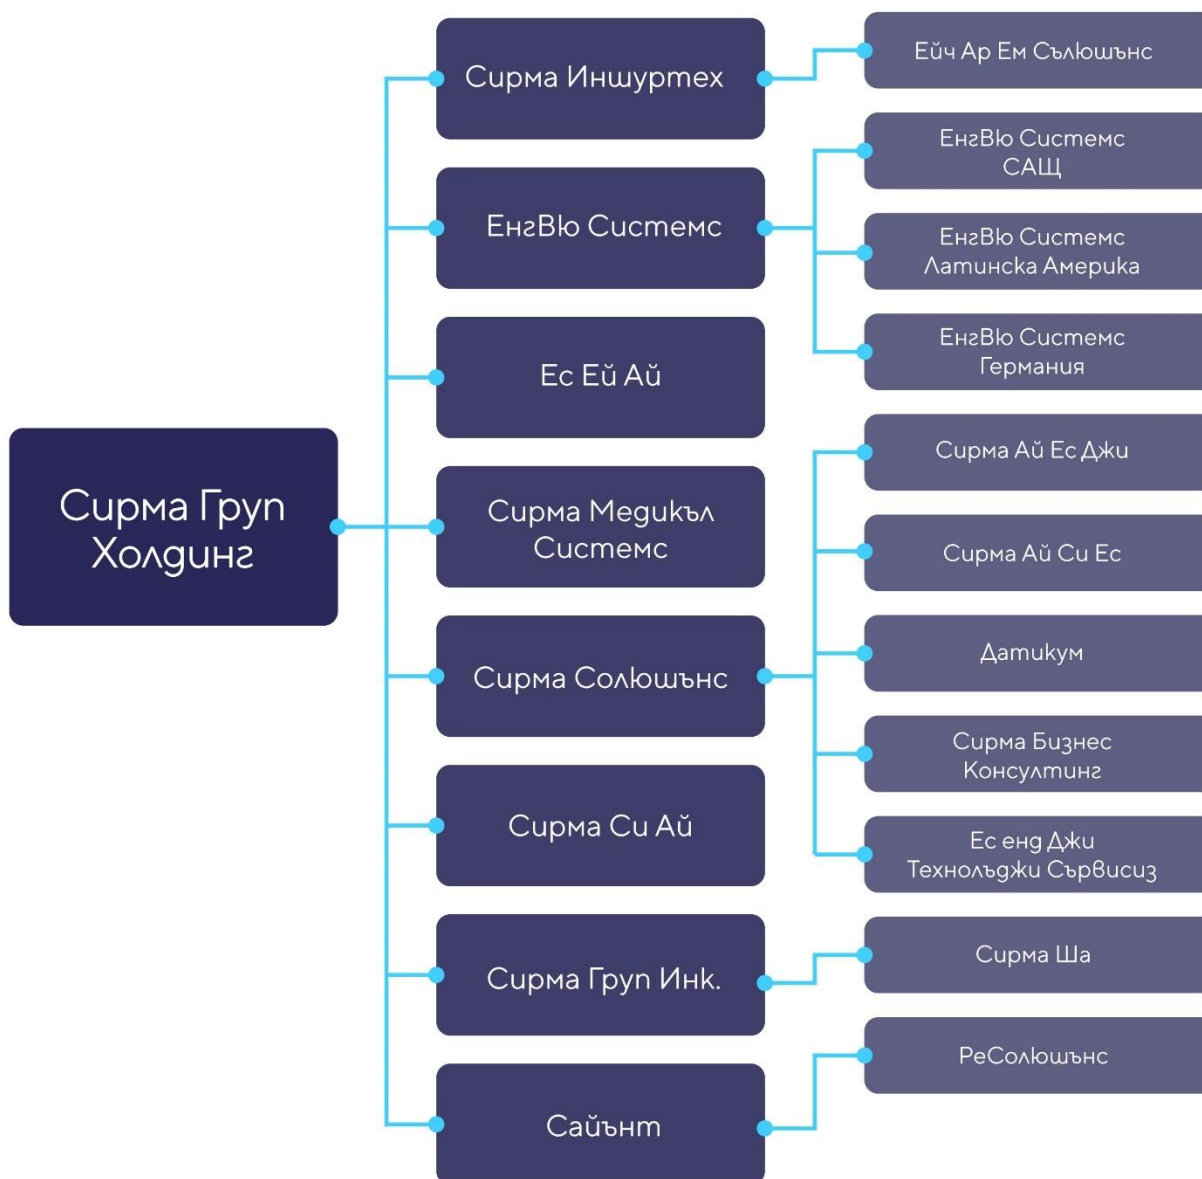 Сирма Груп
Холдинг
Сирма Иншуртех
ЕнгВю Системс
Ес Ей Ай
Сирма Медикъл
Системс
Сирма Солюшънс
Сирма Си Ай
Сирма Груп Инк.
Сайънт
Ейч Ар Ем Сълюшънс
ЕнгВю Системс
САЩ
ЕнгВю Системс
Латинска Америка
ЕнгВю Системс
Германия
Сирма Ай Ес Джи
Сирма Ай Си Ес
Датикум
Сирма Бизнес
Консултинг
Ес енд Джи
Технолъджи Сървисиз
Сирма Ша
РеСолюшънс